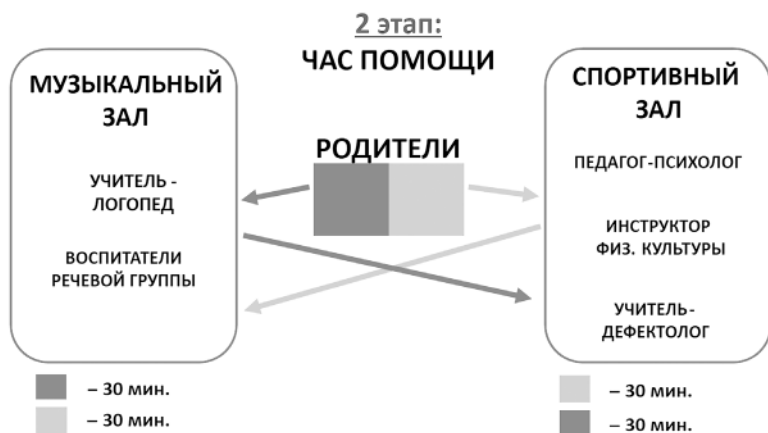 2 этап:
ЧАС ПОМОЩИ
МУЗЫКАЛЬНЫЙ
ЗАЛ
УЧИТЕЛЬ -
ЛОГОПЕД
ВОСПИТАТЕЛИ
РЕЧЕВОЙ ГРУППЫ
РОДИТЕЛИ
СПОРТИВНЫЙ
ЗАЛ
ПЕДАГОГ-ПСИХОЛОГ
ИНСТРУКТОР
ФИЗ. КУЛЬТУРЫ
УЧИТЕЛЬ-
ДЕФЕКТОЛОГ
– 30 мин.
– 30 мин.
– 30 мин.
– 30 мин.